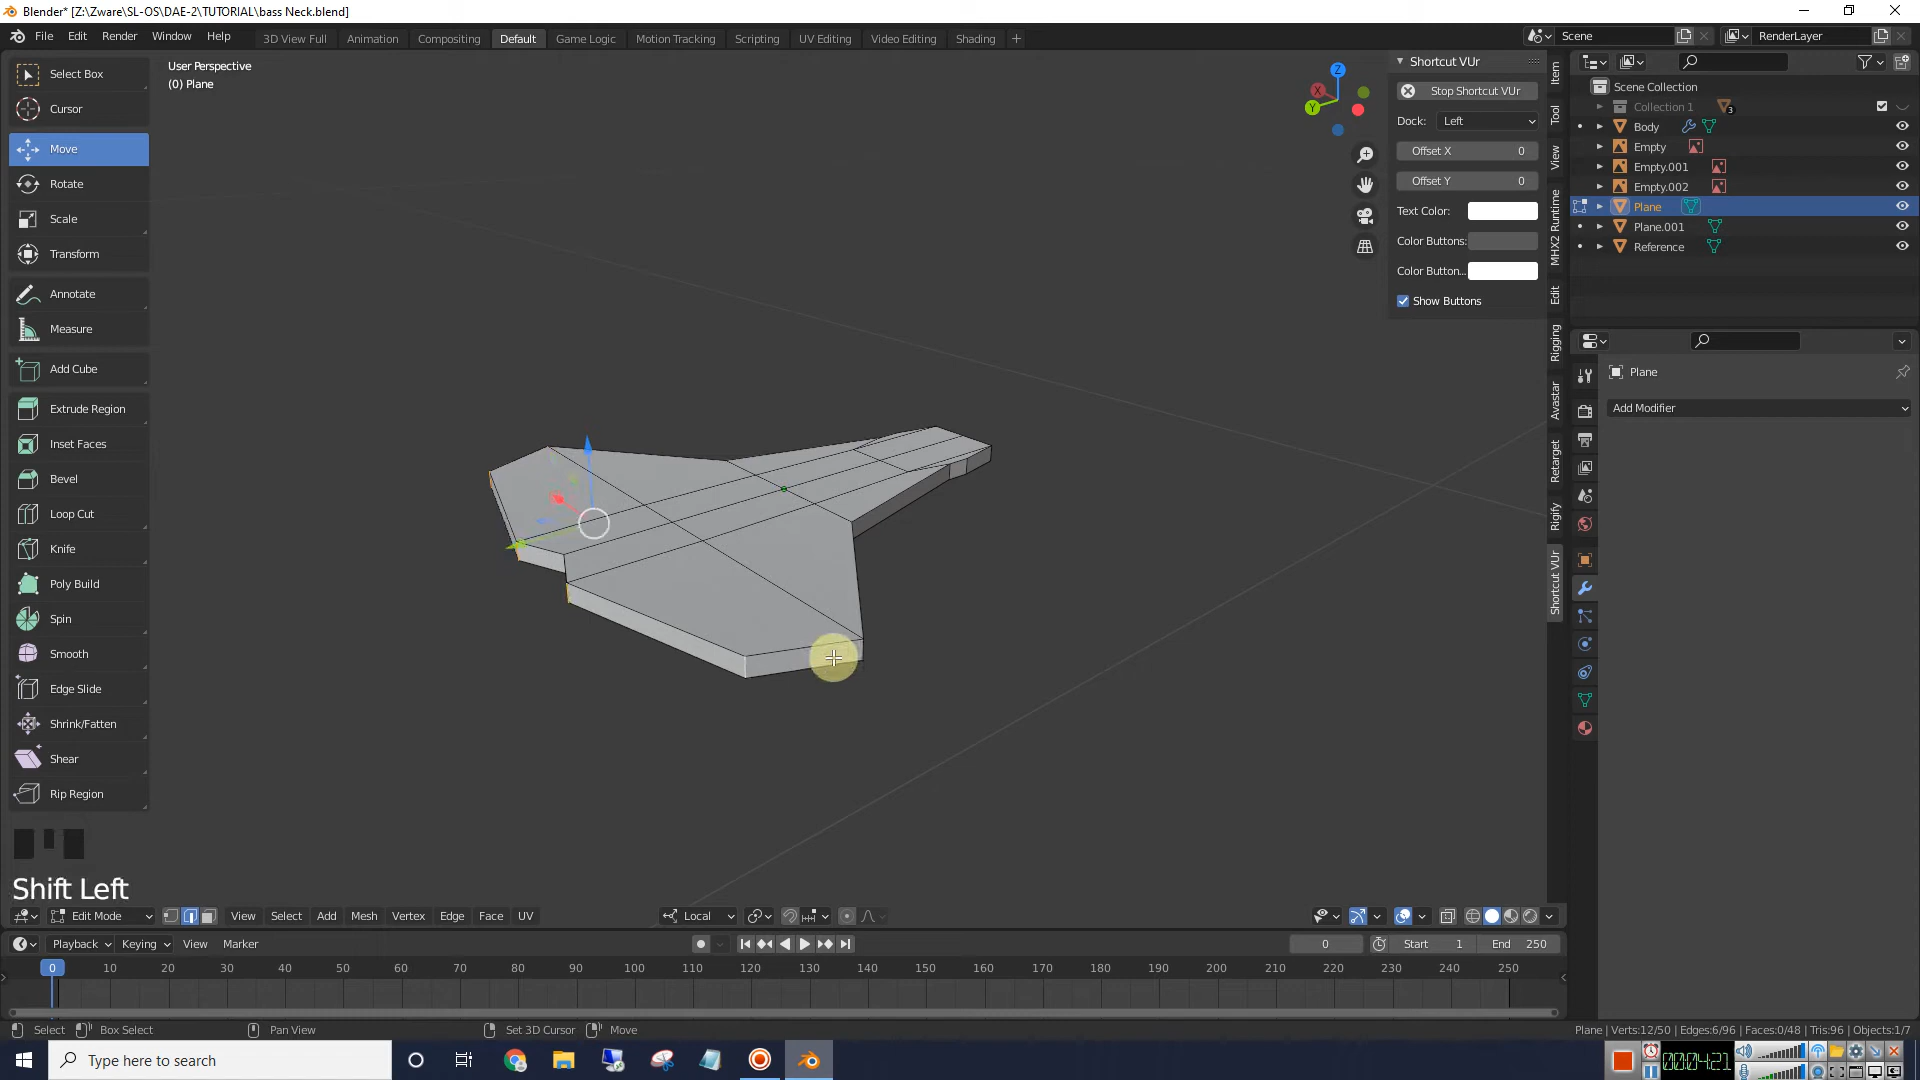 Blender* [Z:\Zware\SL-OS\DAE-2\TUTORIAL\bass Neck.blend]
File Edit Render Window Help
3D View Full Animation Compositing Default Game Logic Motion Tracking Scripting UV Editing Video Editing Shading +
Scene
RenderLayer
Select Box
Cursor
Move
Rotate
Scale
Transform
Annotate
Measure
Add Cube
Extrude Region
Inset Faces
Bevel
Loop Cut
Knife
Poly Build
Spin
Smooth
Edge Slide
Shrink/Fatten
Shear
Rip Region
User Perspective
(0) Plane
Z
X
Y
Shortcut VUr
Stop Shortcut VUr
Dock: Left
Offset X 0
Offset Y 0
Text Color:
Color Buttons:
Color Button...
Show Buttons
Item
Tool
View
MHX2 Runtime
Edit
Rigging
Avastar
Retarget
Rigify
Shortcut VUr
Scene Collection
Collection 1 3
Body
Empty
Empty.001
Empty.002
Plane
Plane.001
Reference
Plane
Add Modifier
Shift Left
Edit Mode View Select Add Mesh Vertex Edge Face UV Local
Playback Keying View Marker 0 Start 1 End 250
0 10 20 30 40 50 60 70 80 90 100 110 120 130 140 150 160 170 180 190 200 210 220 230 240 250
Select Box Select Pan View Set 3D Cursor Move
Plane | Verts:12/50 | Edges:6/96 | Faces:0/48 | Tris:96 | Objects:1/7
Type here to search
00:04:21